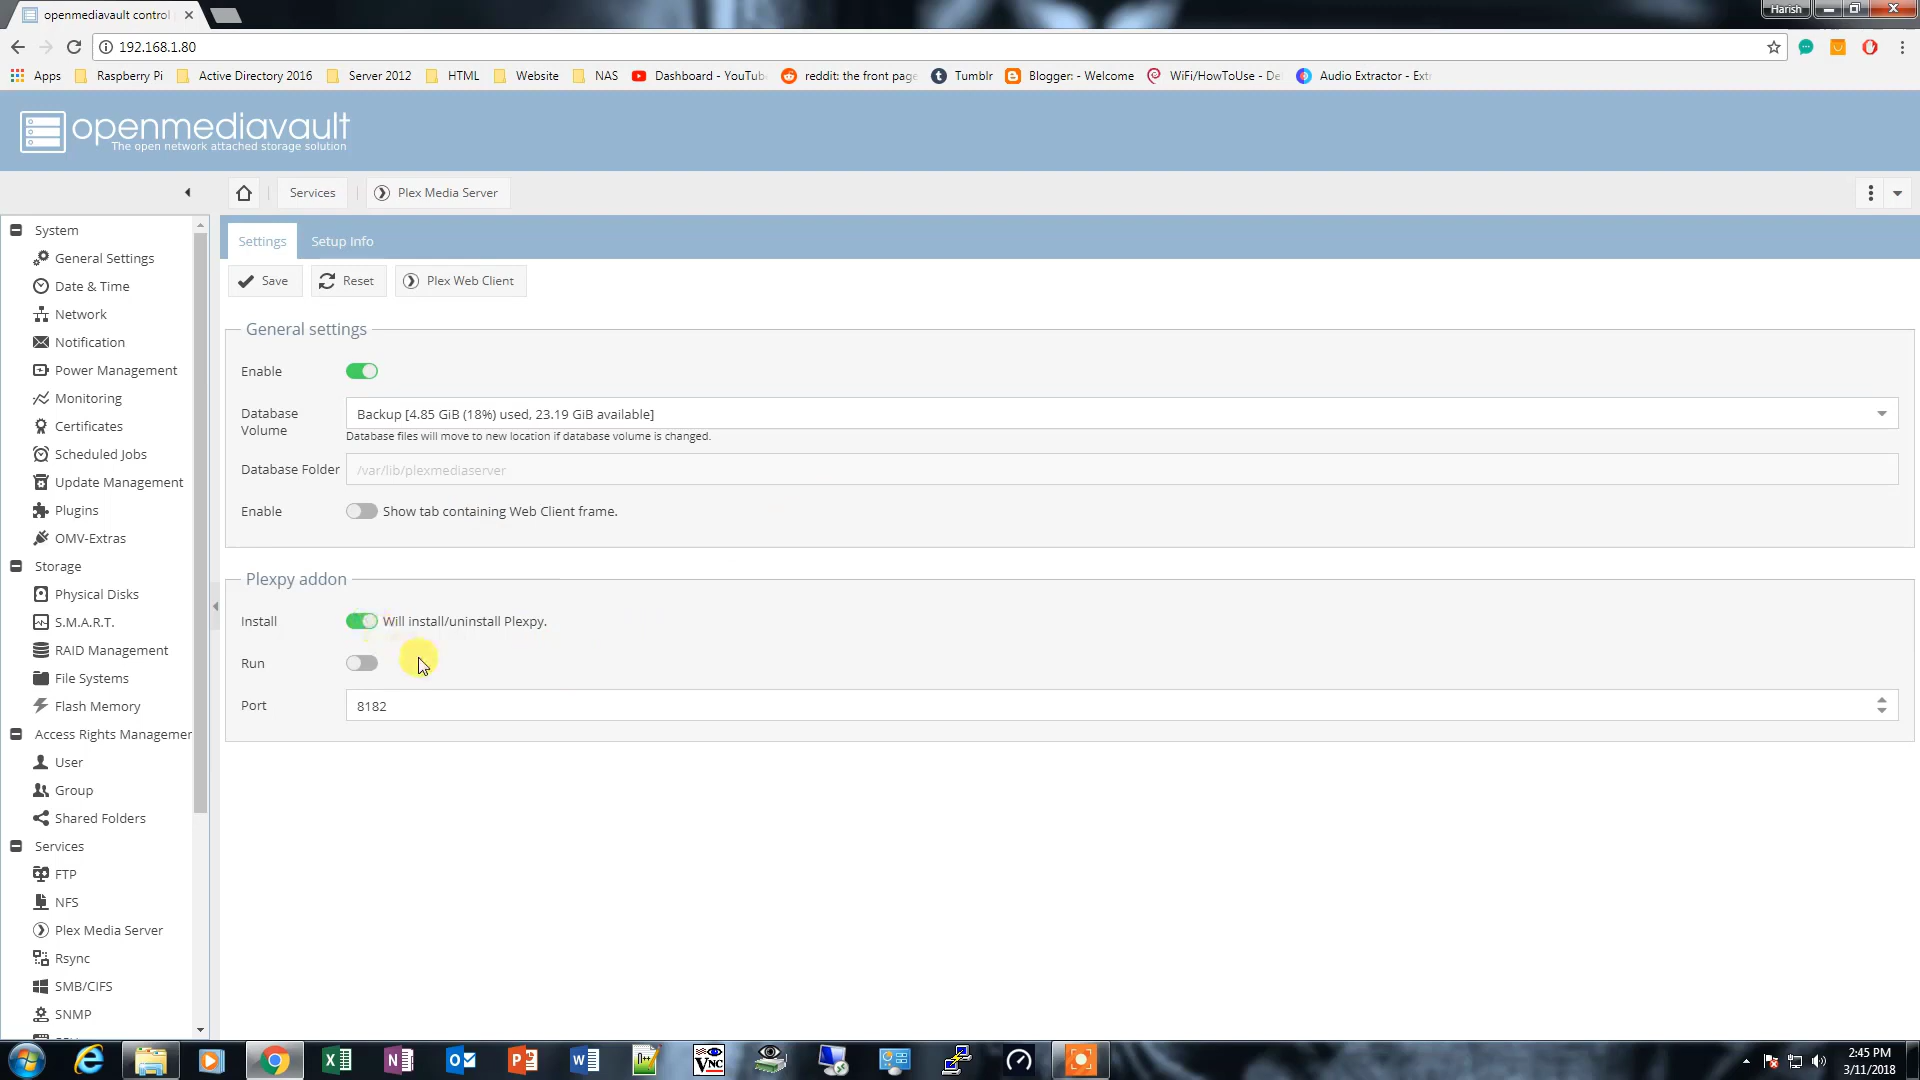 openmediavault control
Harish
192.168.1.80
Apps Raspberry Pi Active Directory 2016 Server 2012 HTML Website NAS Dashboard - YouTub reddit: the front page Tumblr Blogger: - Welcome WiFi/HowToUse - De Audio Extractor - Ext
openmediavault
The open network attached storage solution
Services Plex Media Server
System
General Settings
Date & Time
Network
Notification
Power Management
Monitoring
Certificates
Scheduled Jobs
Update Management
Plugins
OMV-Extras
Storage
Physical Disks
S.M.A.R.T.
RAID Management
File Systems
Flash Memory
Access Rights Managemer
User
Group
Shared Folders
Services
FTP
NFS
Plex Media Server
Rsync
SMB/CIFS
SNMP
Settings Setup Info
Save Reset Plex Web Client
General settings
Enable
Database Volume Backup [4.85 GiB (18%) used, 23.19 GiB available]
Database files will move to new location if database volume is changed.
Database Folder /var/lib/plexmediaserver
Enable Show tab containing Web Client frame.
Plexpy addon
Install Will install/uninstall Plexpy.
Run
Port 8182
2:45 PM
3/11/2018